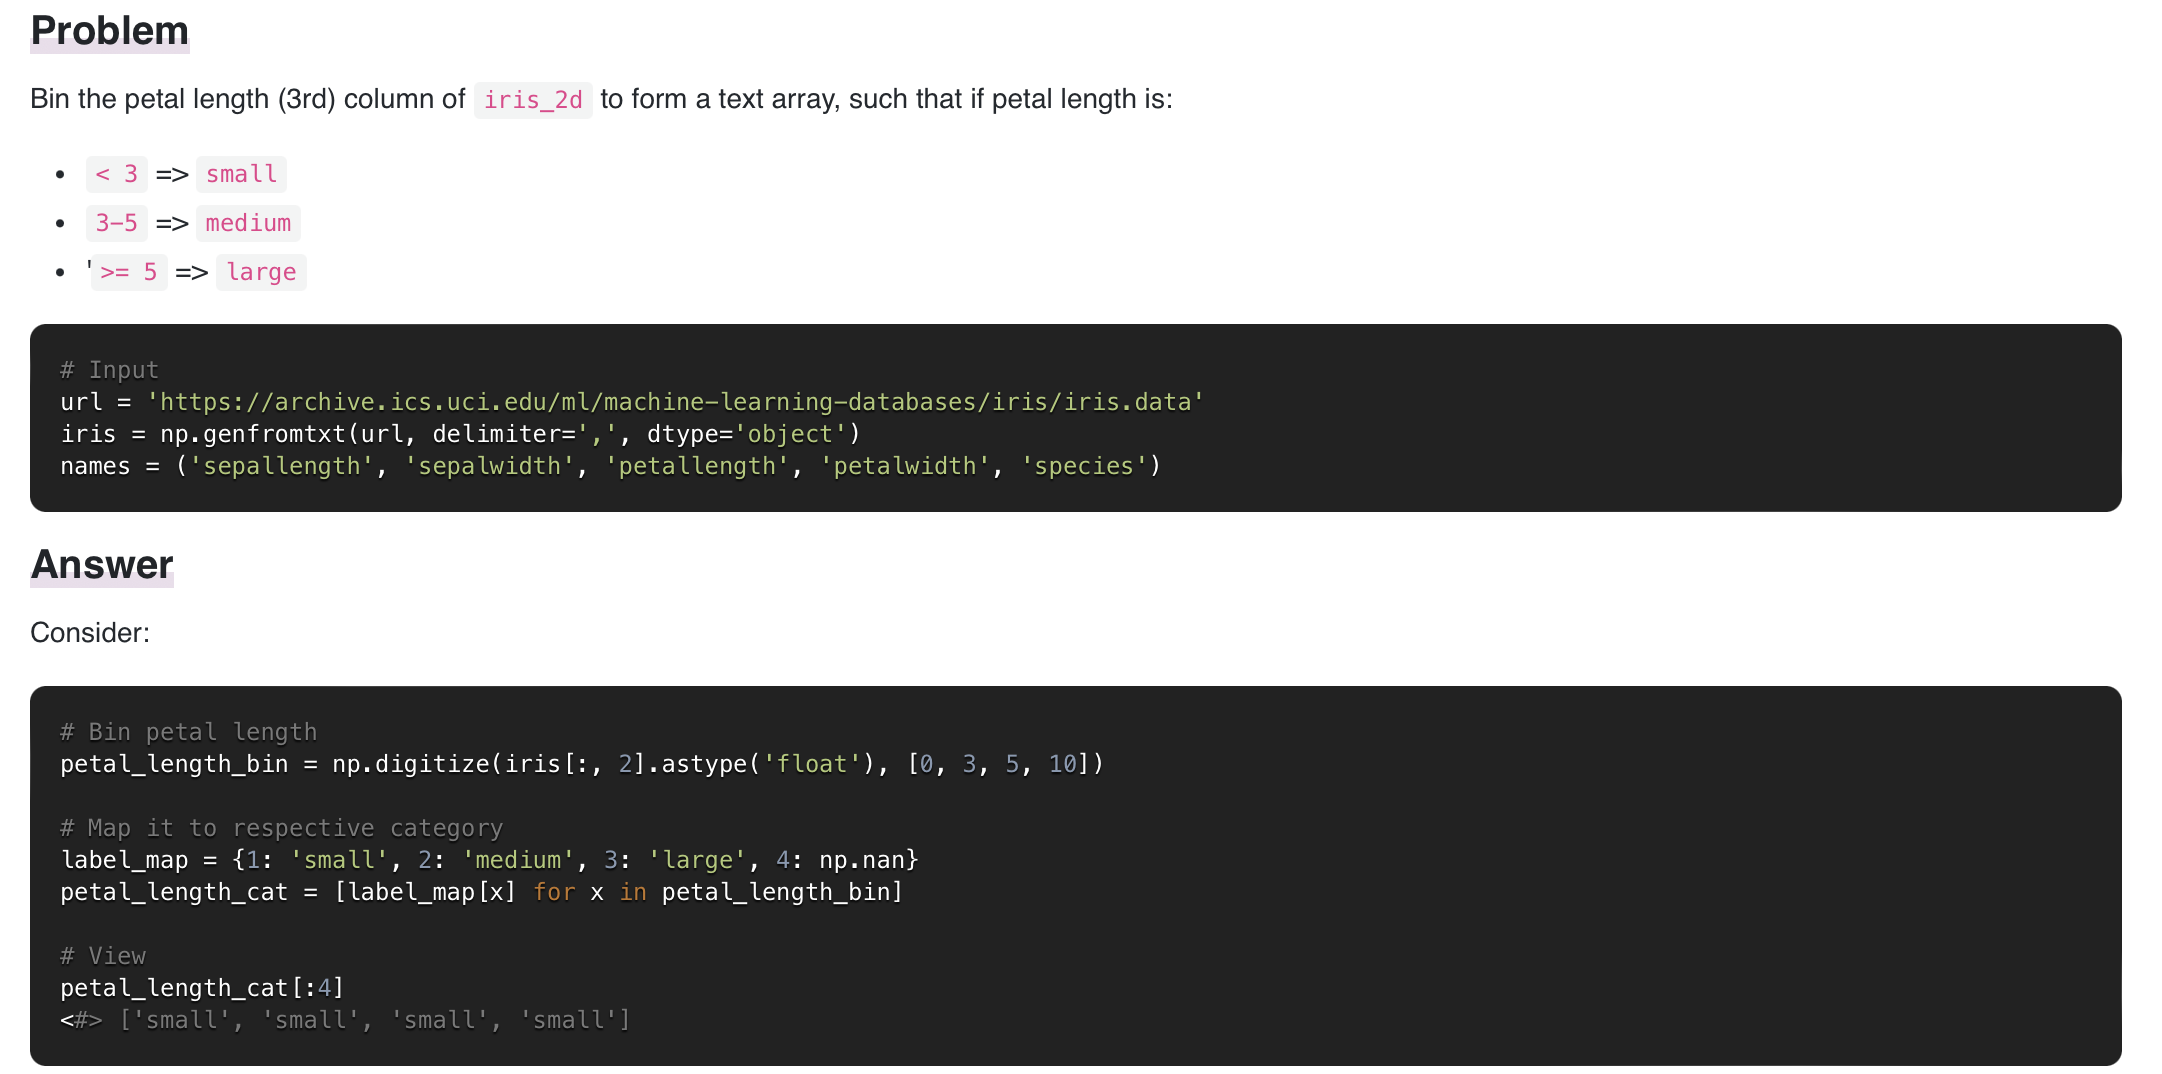 Problem
Bin the petal length (3rd) column of iris_2d to form a text array, such that if petal length is:
• < 3 => small
• 3-5 => medium
• '>= 5 => large
# Input
url = 'https://archive.ics.uci.edu/ml/machine-learning-databases/iris/iris.data'
iris = np.genfromtxt(url, delimiter=',', dtype='object')
names = ('sepallength', 'sepalwidth', 'petallength', 'petalwidth', 'species')
Answer
Consider:
# Bin petal length
petal_length_bin = np.digitize(iris[:, 2].astype('float'), [0, 3, 5, 10])
# Map it to respective category
label_map = {1: 'small', 2: 'medium', 3: 'large', 4: np.nan}
petal_length_cat = [label_map[x] for x in petal_length_bin]
# View
petal_length_cat[:4]
<#> ['small', 'small', 'small', 'small']